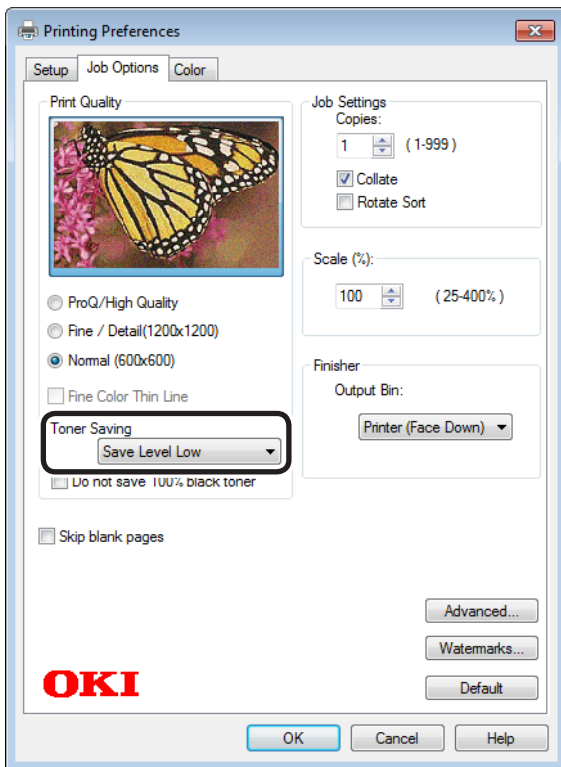 Printing Preferences
Setup
Job Options
Color
Print Quality
ProQ/High Quality
Fine / Detail(1200x1200)
Normal (600x600)
Fine Color Thin Line
Toner Saving
Save Level Low
Do not save 100% black toner
Skip blank pages
OKI
Job Settings
Copies:
1 (1-999)
Collate
Rotate Sort
Scale (%):
100 (25-400%)
Finisher
Output Bin:
Printer (Face Down)
Advanced...
Watermarks...
Default
OK
Cancel
Help